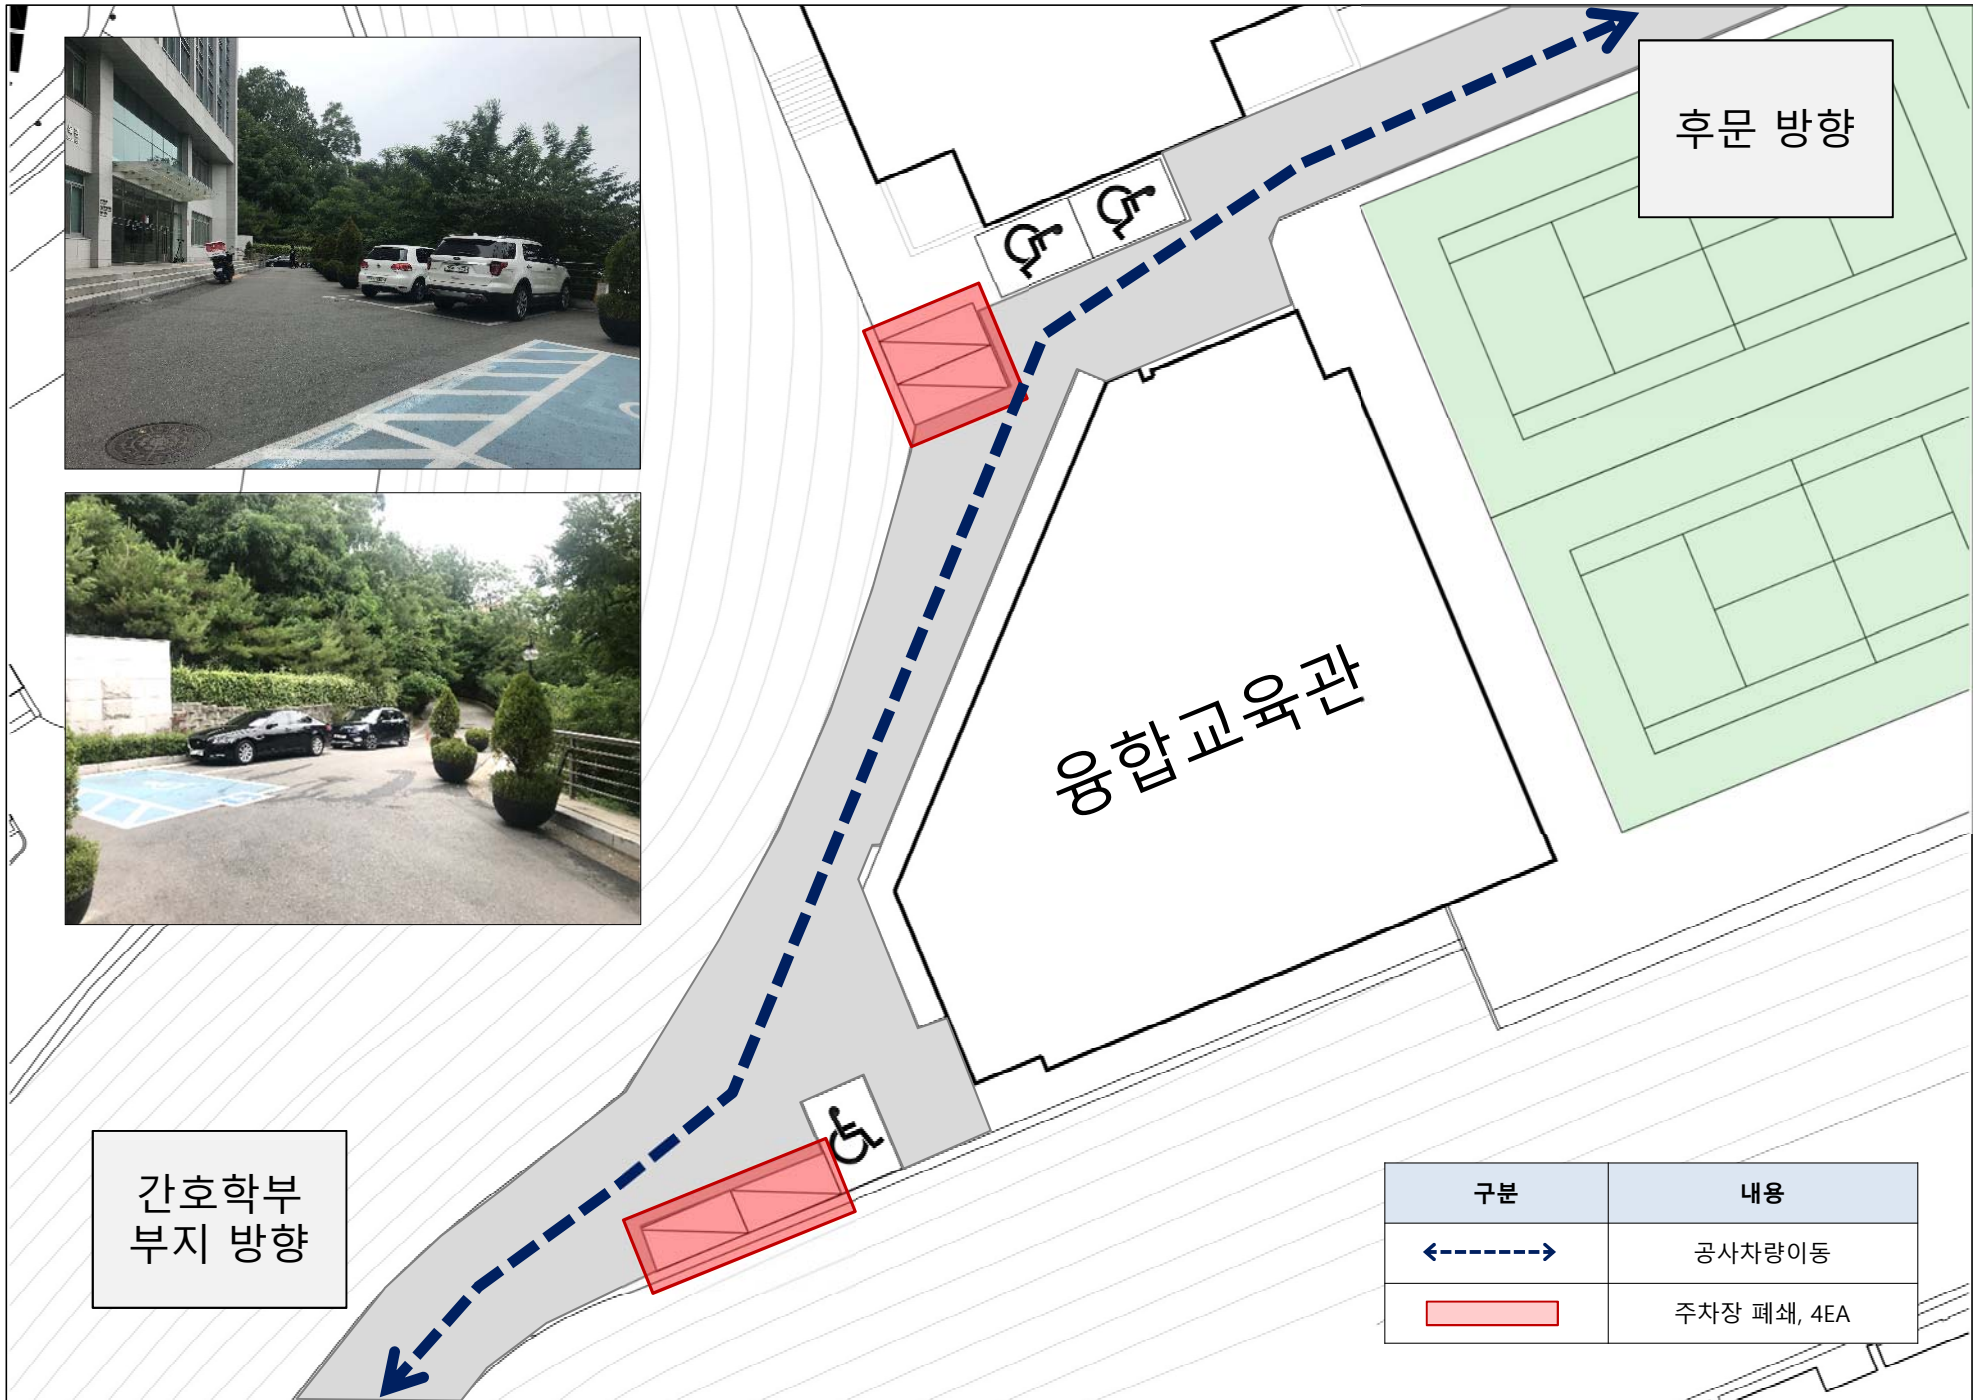 후문 방향
융합교육관
간호학부
부지 방향
구분 내용
공사차량이동
주차장 폐쇄, 4EA